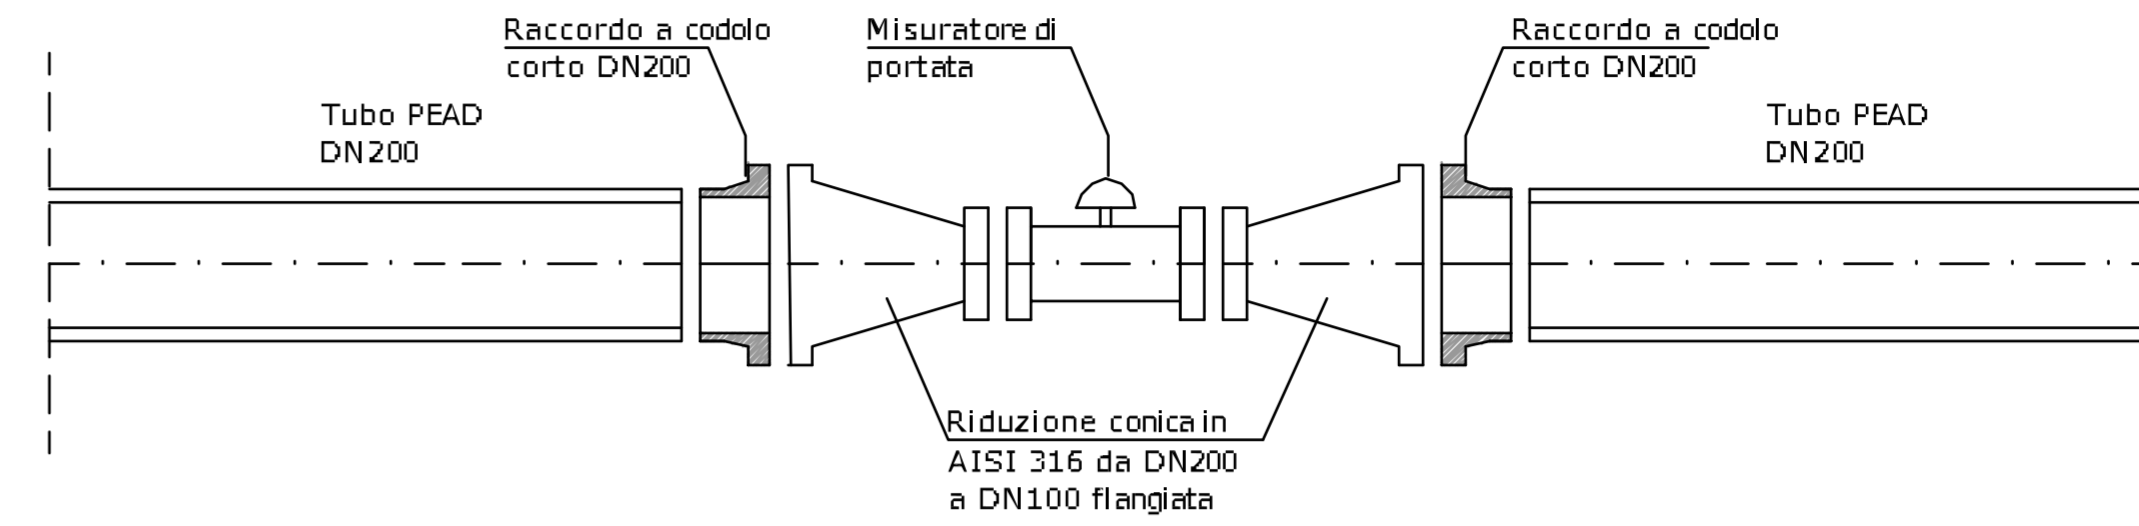 Raccordo a codolo
corto DN200
Misuratore di
portata
Raccordo a codolo
corto DN200
Tubo PEAD
DN200
Tubo PEAD
DN200
Riduzione conica in
AISI 316 da DN200
a DN100 flangiata